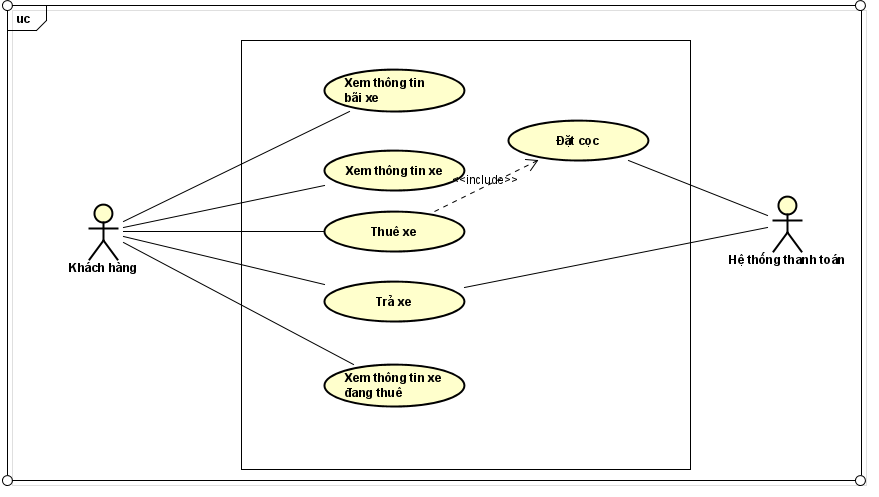 uc
Xem thông tin
bãi xe
Đặt cọc
Xem thông tin xe
<<include>>
Thuê xe
Khách hàng
Hệ thống thanh toán
Trả xe
Xem thông tin xe
đang thuê